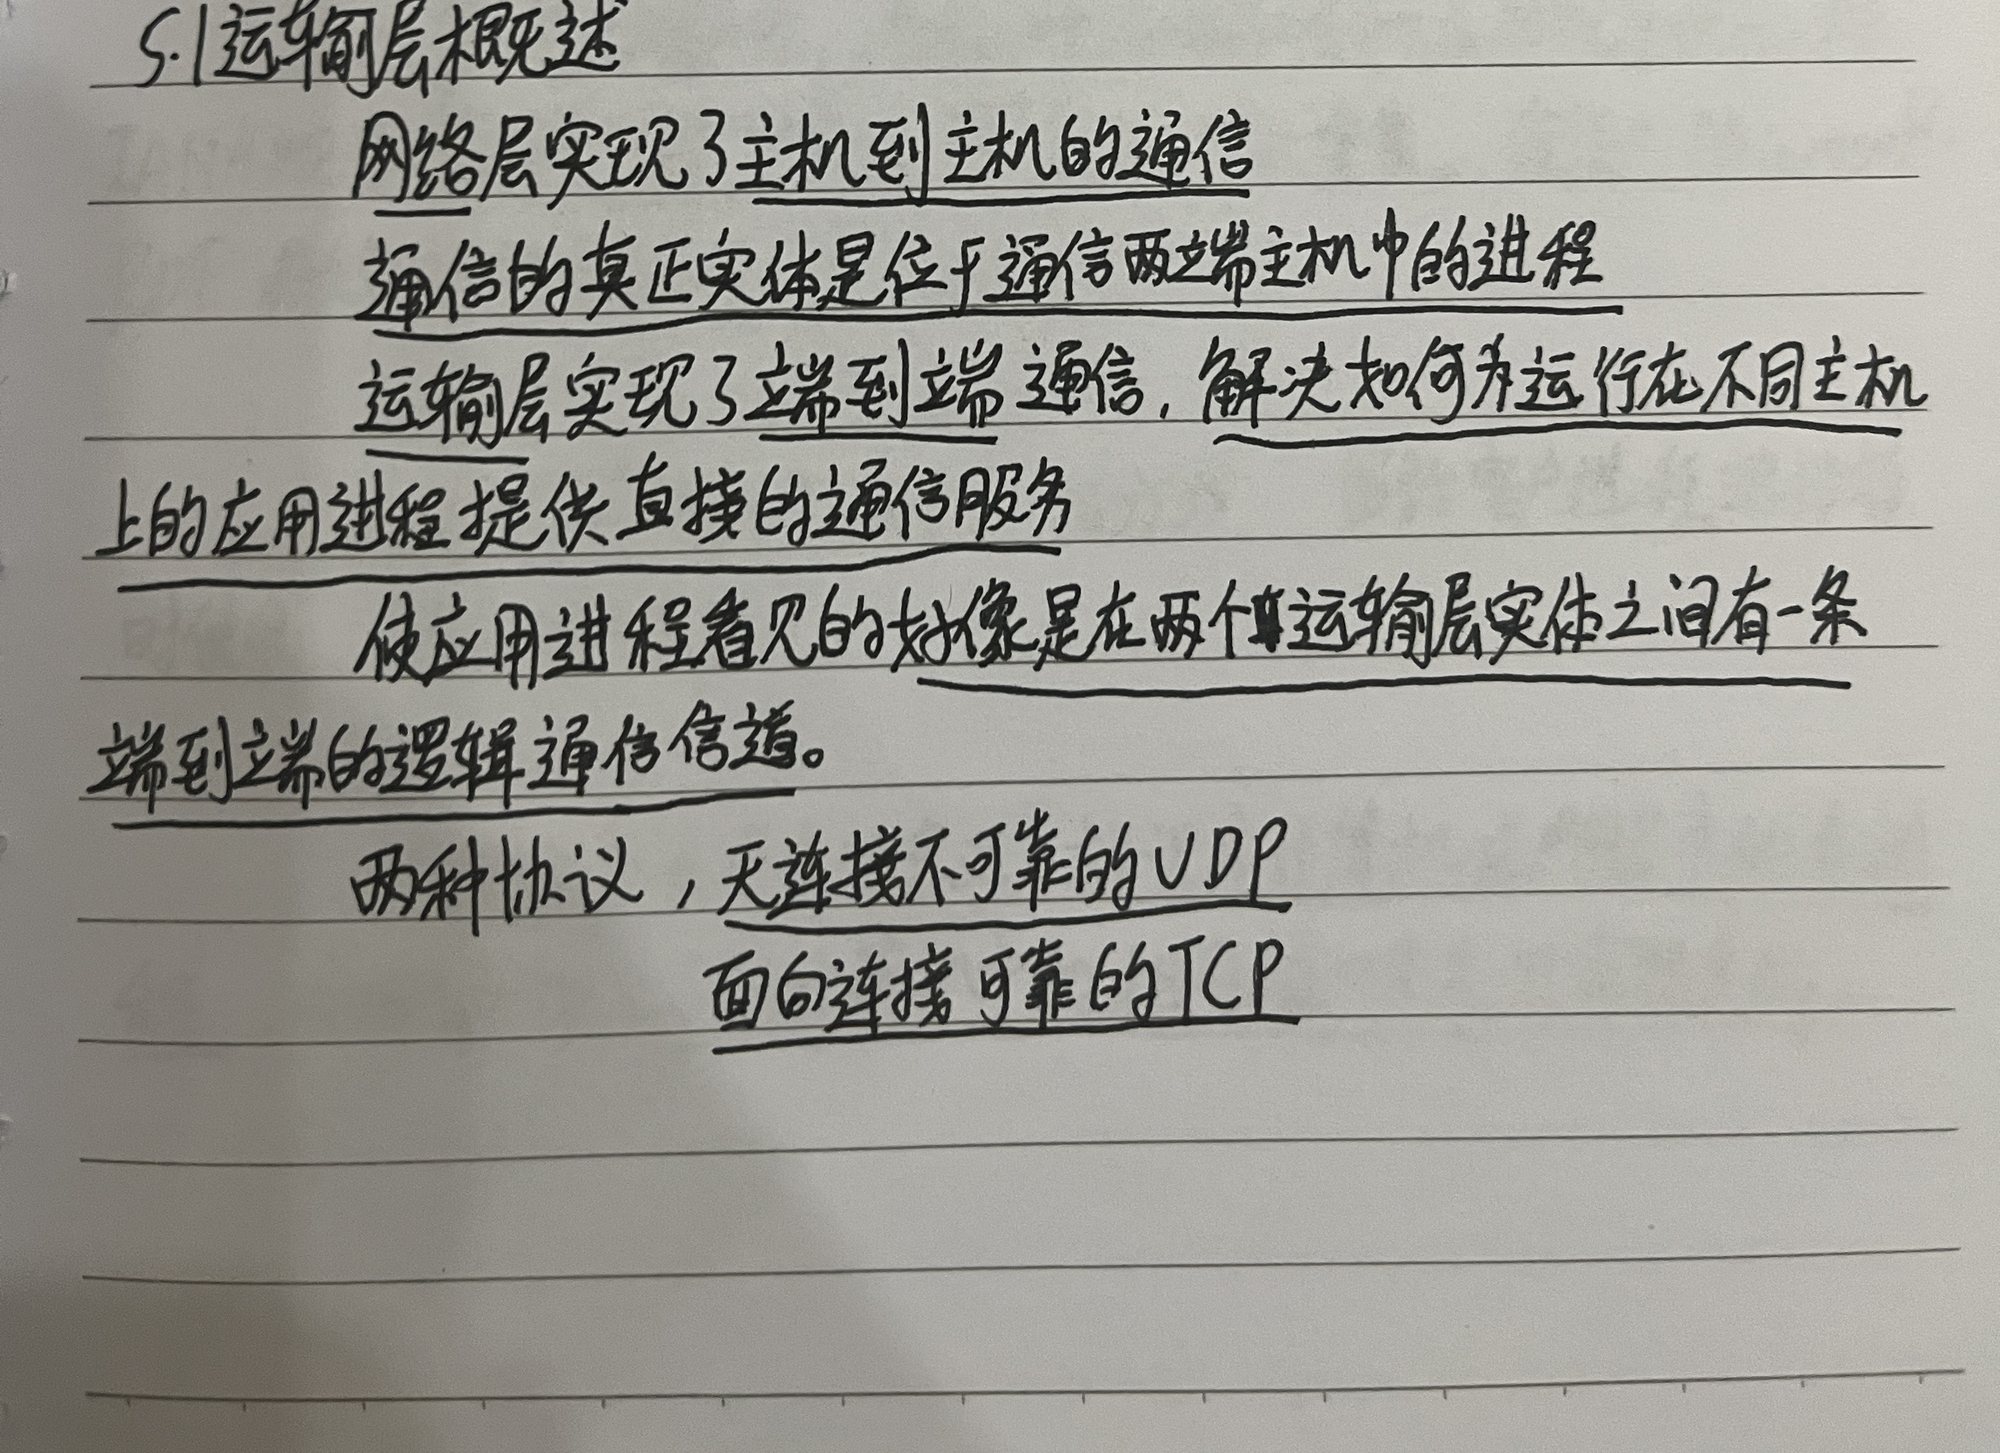 5.1运输层概述
网络层实现了主机到主机的通信
通信的真正实体是位于通信两端主机中的进程
运输层实现了端到端通信,解决如何为运行在不同主机
上的应用进程提供直接的通信服务
使应用进程看见的好像是在两个运输层实体之间有一条
端到端的逻辑通信信道。
两种协议,无连接不可靠的UDP
面向连接可靠的TCP